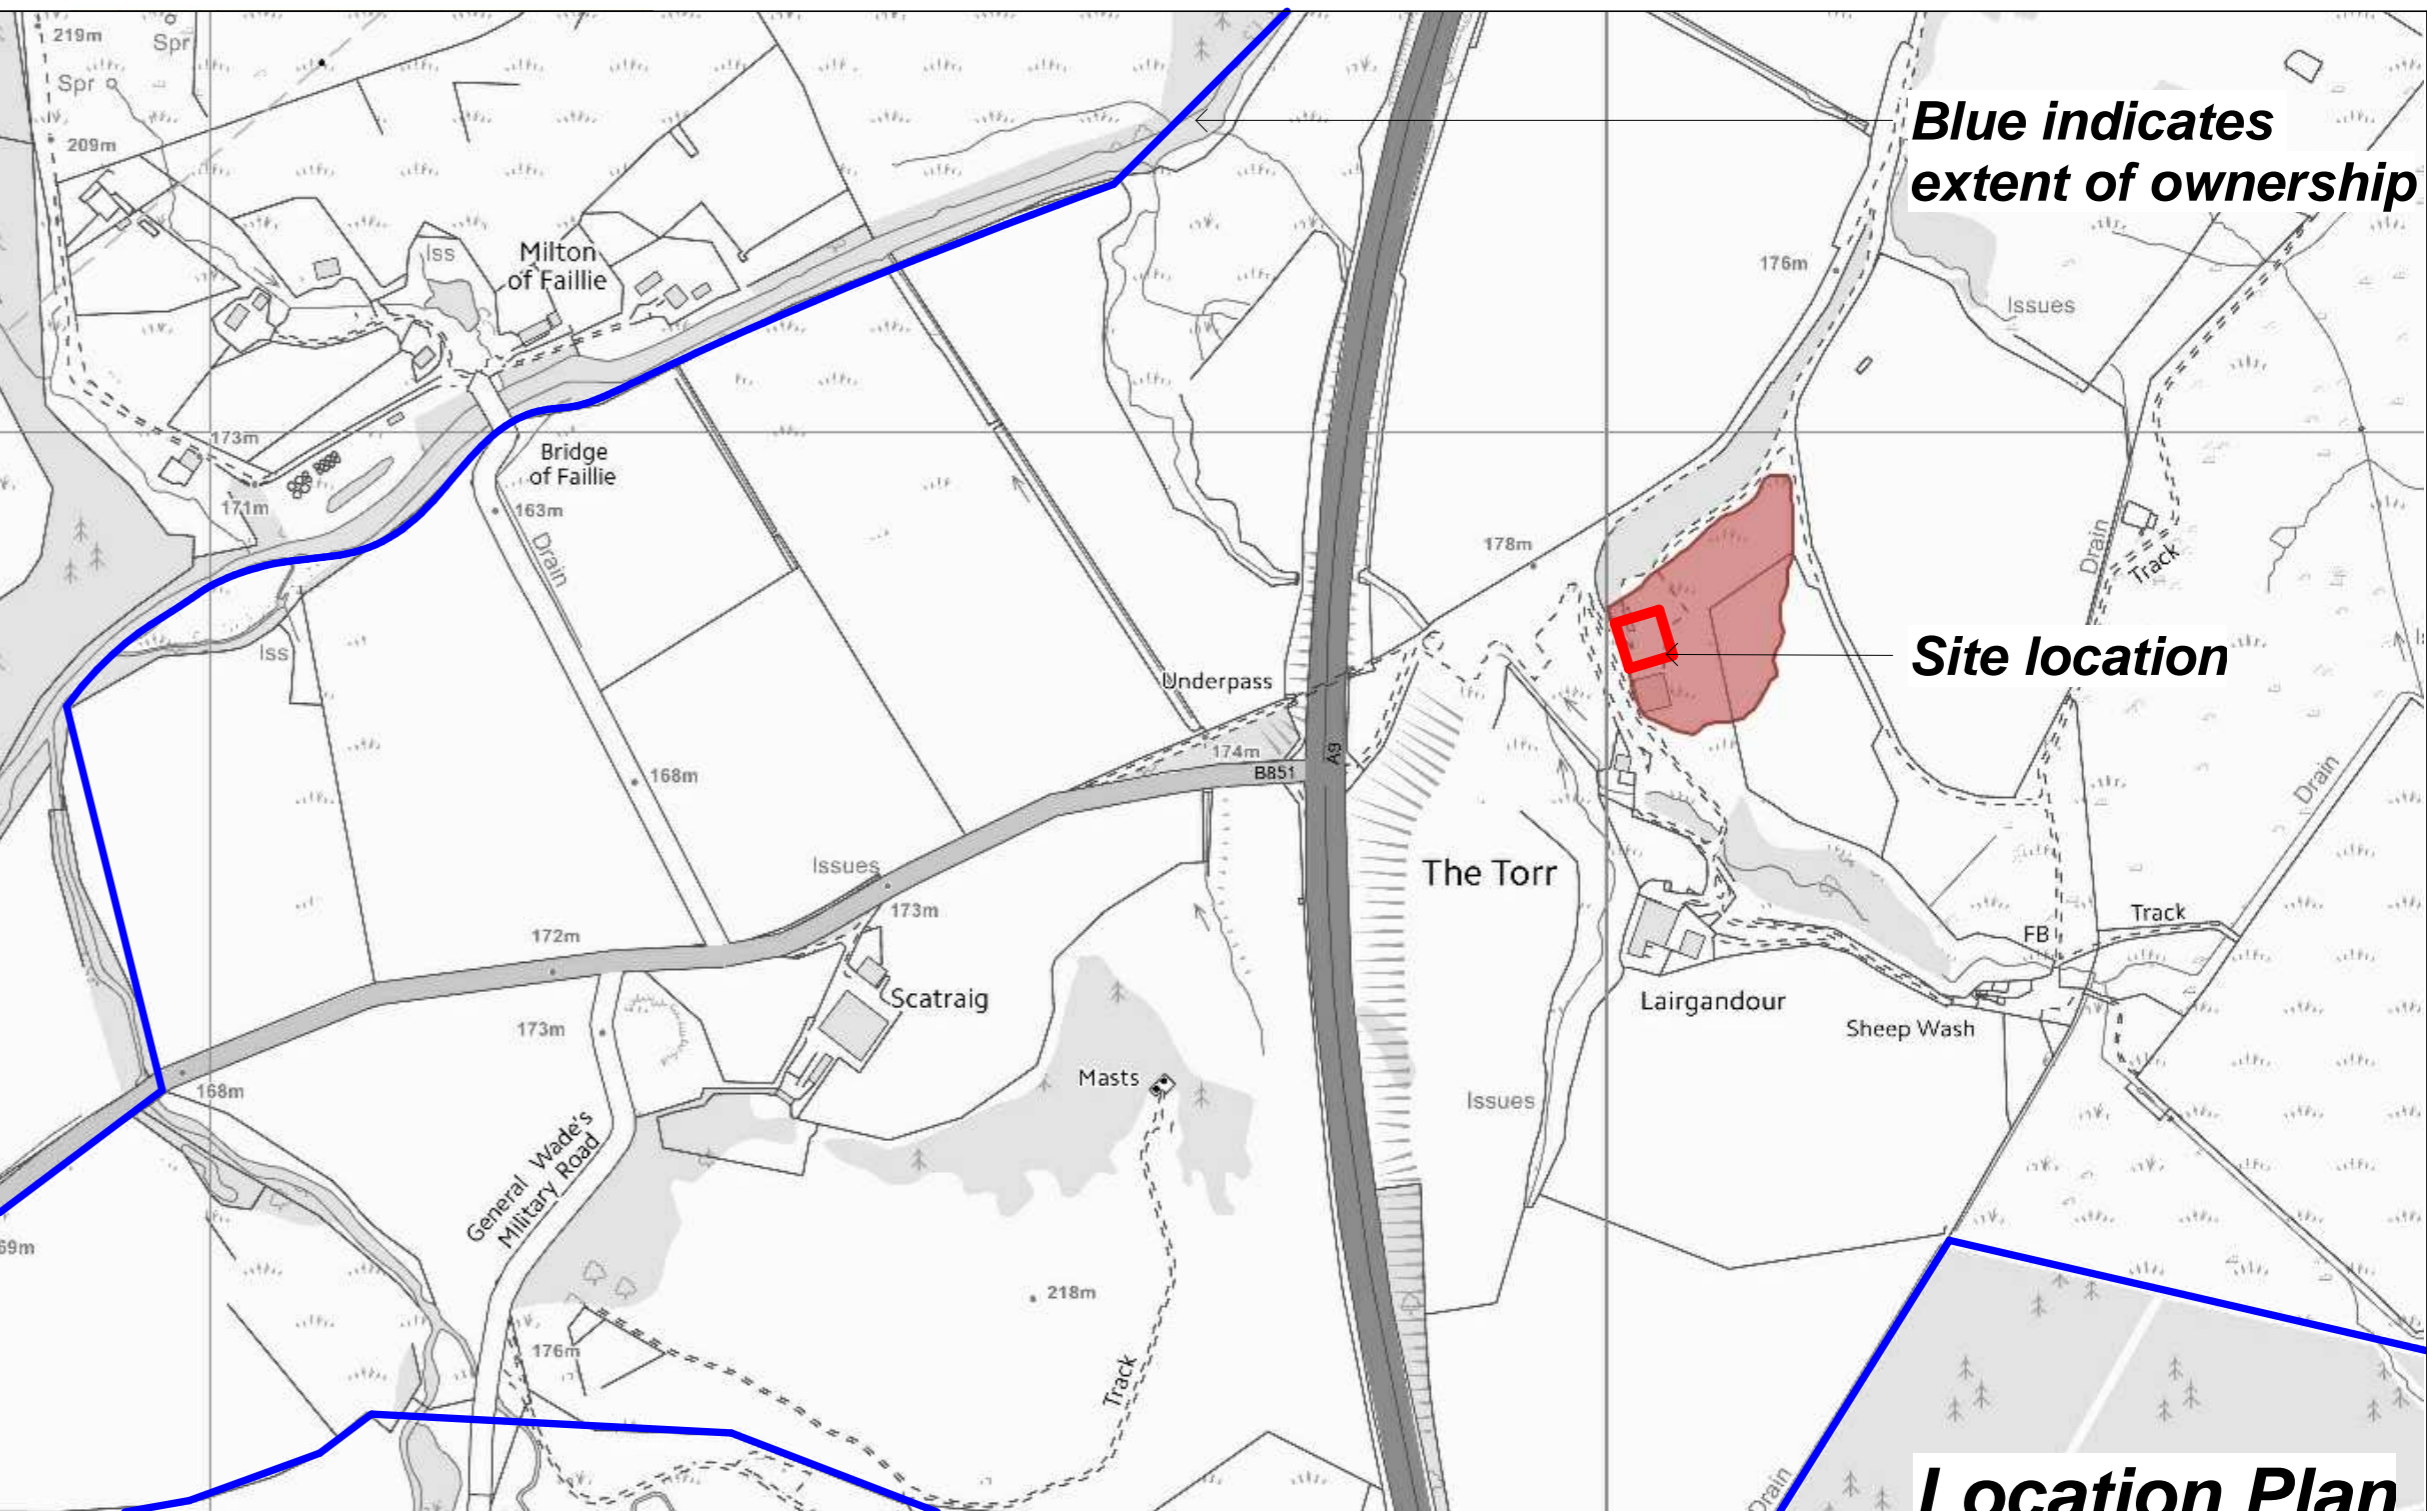 219m
Spr
Spr
209m
Blue indicates
extent of ownership
Iss
Milton
of Faillie
176m
Issues
173m
Bridge
of Faillie
171m
163m
Drain
178m
Drain
Track
Iss
Site location
Underpass
174m
B851
A9
168m
Drain
Issues
The Torr
173m
172m
Track
FB
Scatraig
173m
Lairgandour
Sheep Wash
Masts
168m
Issues
General Wade's
Military Road
69m
218m
176m
Track
Drain
Location Plan